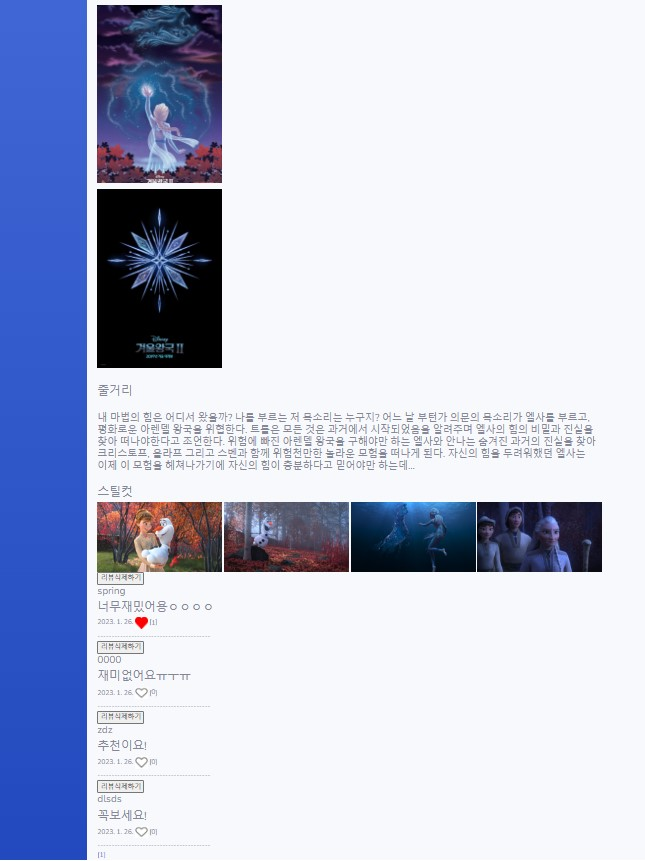 Disney
겨울왕국 II
Disney
겨울왕국 II
줄거리
내 마법의 힘은 어디서 왔을까? 나를 부르는 저 목소리는 누구지? 어느 날 부턴가 의문의 목소리가 엘사를 부르고,
평화로운 아렌델 왕국을 위협한다. 트롤은 모든 것은 과거에서 시작되었음을 알려주며 엘사의 힘의 비밀과 진실을
찾아 떠나야한다고 조언한다. 위험에 빠진 아렌델 왕국을 구해야만 하는 엘사와 안나는 숨겨진 과거의 진실을 찾아
크리스토프, 올라프 그리고 스벤과 함께 위험천만한 놀라운 모험을 떠나게 된다. 자신의 힘을 두려워했던 엘사는
이제 이 모험을 헤쳐나가기에 자신의 힘이 충분하다고 믿어야만 하는데...
스틸컷
리뷰삭제하기
spring
너무재밌어용ㅇㅇㅇㅇ
2023. 1. 26. [1]
리뷰삭제하기
0000
재미없어요ㅠㅜㅠ
2023. 1. 26. [0]
리뷰삭제하기
zdz
추천이요!
2023. 1. 26. [0]
리뷰삭제하기
dlsds
꼭보세요!
2023. 1. 26. [0]
[1]